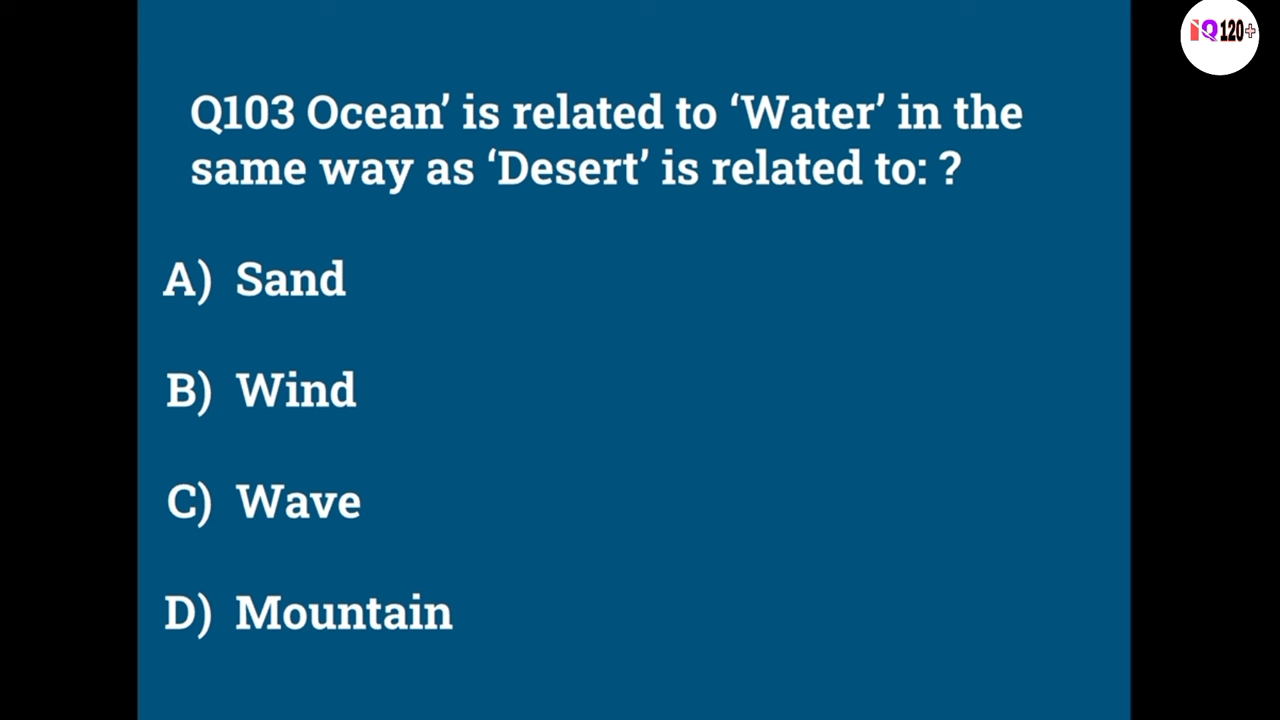 iQ120+
Q103 Ocean’ is related to ‘Water’ in the
same way as ‘Desert’ is related to: ?
A) Sand
B) Wind
C) Wave
D) Mountain